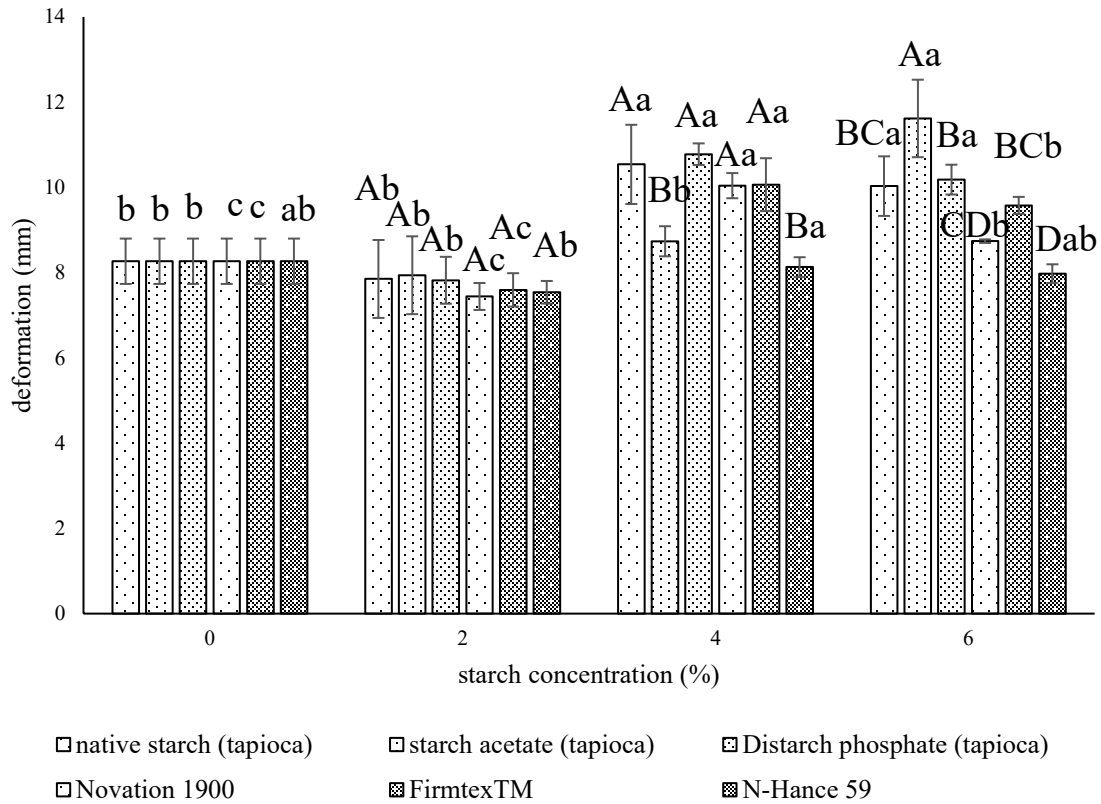 14
12
10
8
6
4
2
0
deformation (mm)
b b b c c ab
Ab Ab Ab Ac Ac Ab
Aa Bb Aa Aa Aa Ba
BCa Aa Ba CDb BCb Dab
0 2 4 6
starch concentration (%)
native starch (tapioca) starch acetate (tapioca) Distarch phosphate (tapioca)
Novation 1900 FirmtexTM N-Hance 59